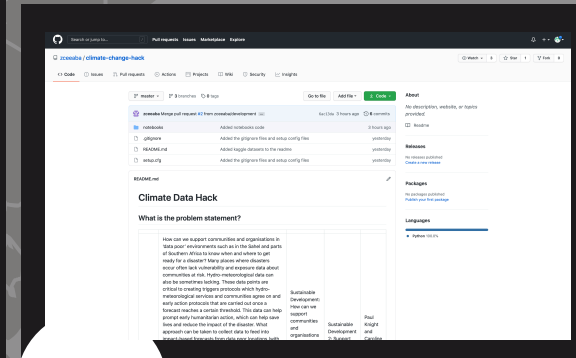 Search or jump to... / Pull requests Issues Marketplace Explore
zceeaba / climate-change-hack
Watch 3 Star 1 Fork 0
Code Issues Pull requests Actions Projects Wiki Security Insights
master 3 branches 0 tags Go to file Add file Code
zceeaba Merge pull request #2 from zceeaba/development 3 hours ago 6 commits
notebooks Added notebooks code 3 hours ago
.gitignore Added the gitignore files and setup config files yesterday
README.md Added kaggle datasets to the readme yesterday
setup.cfg Added the gitignore files and setup config files yesterday
README.md
Climate Data Hack
What is the problem statement?
How can we support communities and organisations in
'data poor' environments such as in the Sahel and parts
of Southern Africa to know when and where to get
ready for a disaster? Many places where disasters
occur often lack vulnerability and exposure data about
communities at risk. Hydro-meteorological data can
also be sometimes lacking. These data points are
critical to creating triggers protocols which hydro-
meteorological services and communities agree on and
early action protocols that are carried out once a
forecast reaches a certain threshold. This data can help
prompt early humanitarian action, which can help save
lives and reduce the impact of the disaster. What
approach can be taken to collect data to feed into
impact-based forecasts from data poor locations (with
Sustainable
Development:
How can we
support
communities
and
organisations
Sustainable
Development
2: Support
Paul
Knight
and
Caroline
About
No description, website, or topics
provided.
Readme
Releases
No releases published
Create a new release
Packages
No packages published
Publish your first package
Languages
Python 100.0%